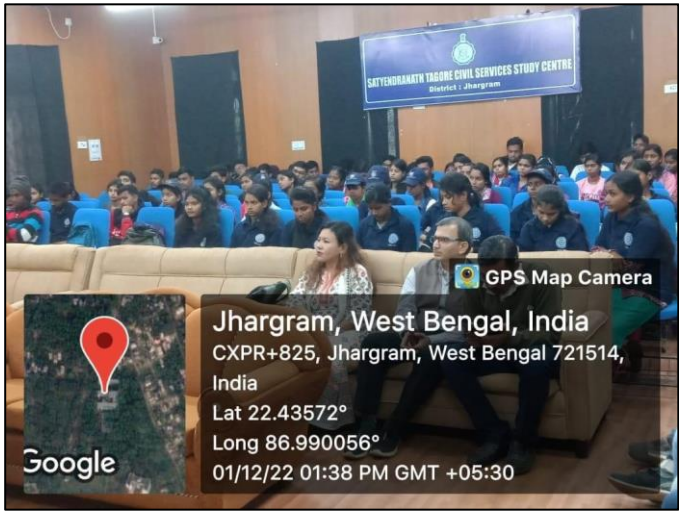 SATYENDRANATH TAGORE CIVIL SERVICES STUDY CENTRE
District : Jhargram
GPS Map Camera
Jhargram, West Bengal, India
CXPR+825, Jhargram, West Bengal 721514,
India
Lat 22.43572°
Long 86.990056°
01/12/22 01:38 PM GMT +05:30
Google